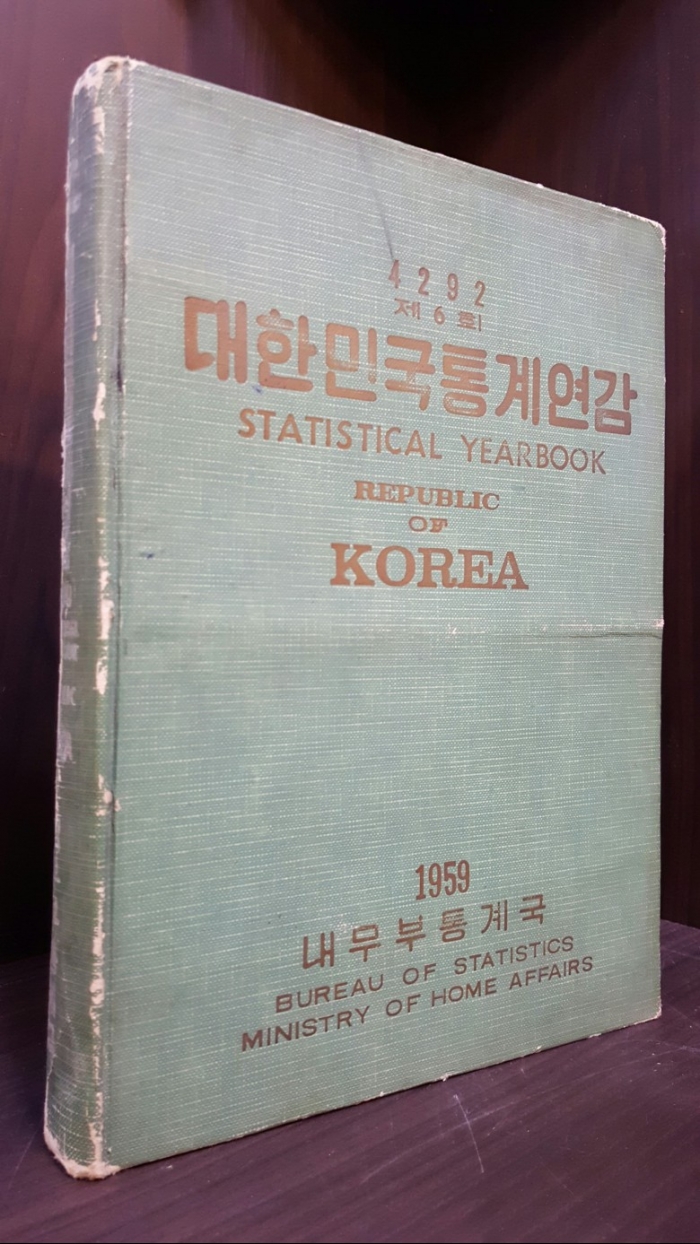 4292
제6회
대한민국통계연감
STATISTICAL YEARBOOK
REPUBLIC
OF
KOREA
1959
내무부통계국
BUREAU OF STATISTICS
MINISTRY OF HOME AFFAIRS